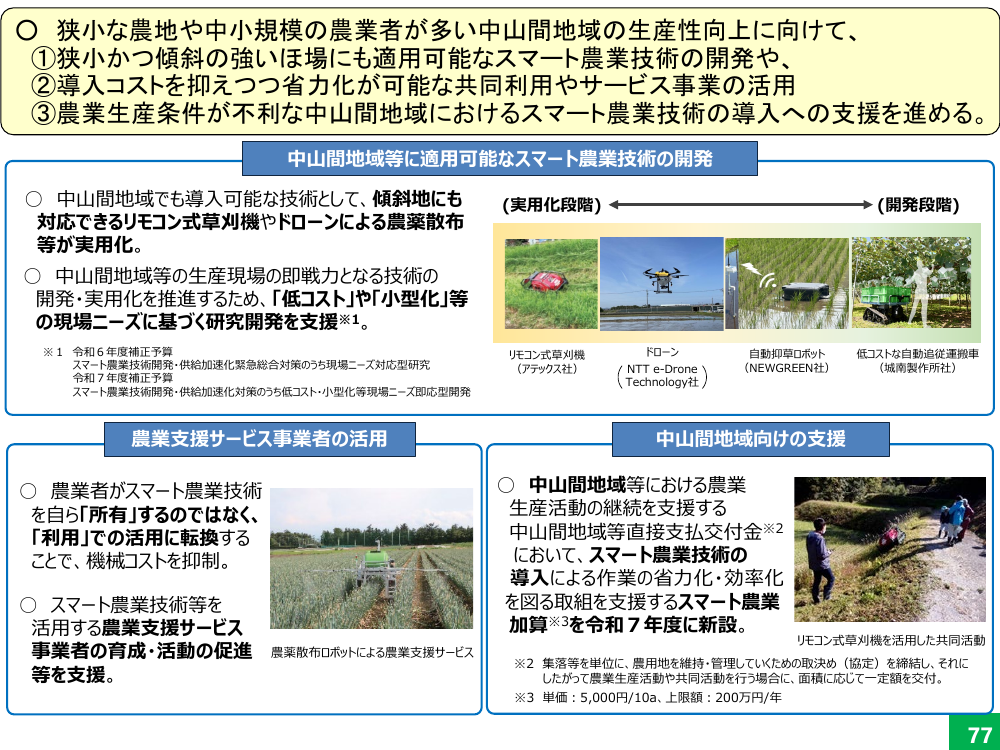 ○ 狭小な農地や中小規模の農業者が多い中山間地域の生産性向上に向けて、
①狭小かつ傾斜の強いほ場にも適用可能なスマート農業技術の開発や、
②導入コストを抑えつつ省力化が可能な共同利用やサービス事業の活用
③農業生産条件が不利な中山間地域におけるスマート農業技術の導入への支援を進める。
中山間地域等に適用可能なスマート農業技術の開発
○ 中山間地域でも導入可能な技術として、傾斜地にも
対応できるリモコン式草刈機やドローンによる農薬散布
等が実用化。
○ 中山間地域等の生産現場の即戦力となる技術の
開発・実用化を推進するため、「低コスト」や「小型化」等
の現場ニーズに基づく研究開発を支援※1。
※1 令和6年度補正予算
スマート農業技術開発・供給加速化緊急総合対策のうち現場ニーズ対応型研究
令和7年度補正予算
スマート農業技術開発・供給加速化対策のうち低コスト・小型化等現場ニーズ即応型開発
(実用化段階)
(開発段階)
リモコン式草刈機
(アテックス社)
ドローン
(NTT e-Drone
Technology社)
自動抑草ロボット
(NEWGREEN社)
低コストな自動追従運搬車
(城南製作所社)
農業支援サービス事業者の活用
○ 農業者がスマート農業技術
を自ら「所有」するのではなく、
「利用」での活用に転換する
ことで、機械コストを抑制。
○ スマート農業技術等を
活用する農業支援サービス
事業者の育成・活動の促進
等を支援。
農薬散布ロボットによる農業支援サービス
中山間地域向けの支援
○ 中山間地域等における農業
生産活動の継続を支援する
中山間地域等直接支払交付金※2
において、スマート農業技術の
導入による作業の省力化・効率化
を図る取組を支援するスマート農業
加算※3を令和7年度に新設。
リモコン式草刈機を活用した共同活動
※2 集落等を単位に、農用地を維持・管理していくための取決め（協定）を締結し、それに
したがって農業生産活動や共同活動を行う場合に、面積に応じて一定額を交付。
※3 単価：5,000円/10a、上限額：200万円/年
77